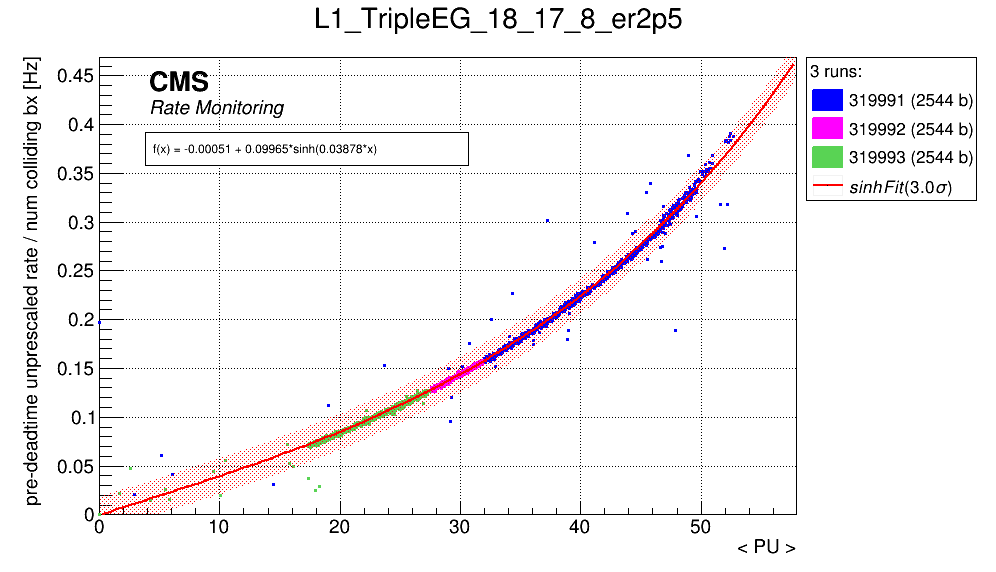 L1_TripleEG_18_17_8_er2p5
pre-deadtime unprescaled rate / num colliding bx [Hz]
0.45
0.4
0.35
0.3
0.25
0.2
0.15
0.1
0.05
0
CMS
Rate Monitoring
f(x) = -0.00051 + 0.09965*sinh(0.03878*x)
3 runs:
319991 (2544 b)
319992 (2544 b)
319993 (2544 b)
sinhFit(3.0σ)
0 10 20 30 40 50
< PU >